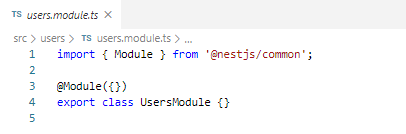 TS users.module.ts ×
src > users > TS users.module.ts > ...
1 import { Module } from '@nestjs/common';
2
3 @Module({})
4 export class UsersModule {}
5